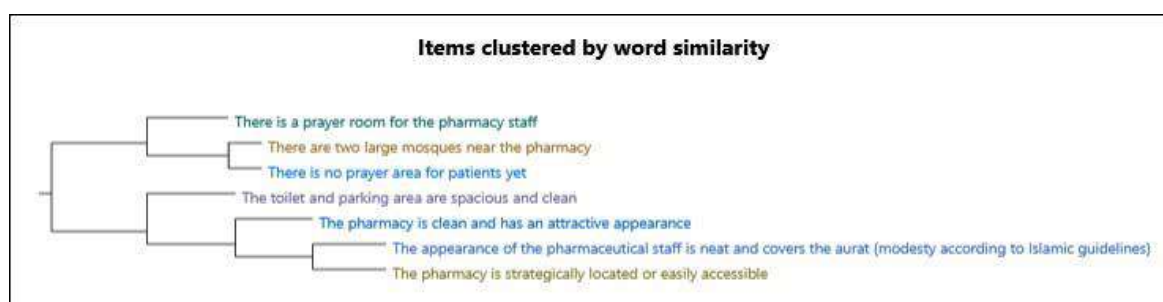 Items clustered by word similarity
There is a prayer room for the pharmacy staff
There are two large mosques near the pharmacy
There is no prayer area for patients yet
The toilet and parking area are spacious and clean
The pharmacy is clean and has an attractive appearance
The appearance of the pharmaceutical staff is neat and covers the aurat (modesty according to Islamic guidelines)
The pharmacy is strategically located or easily accessible